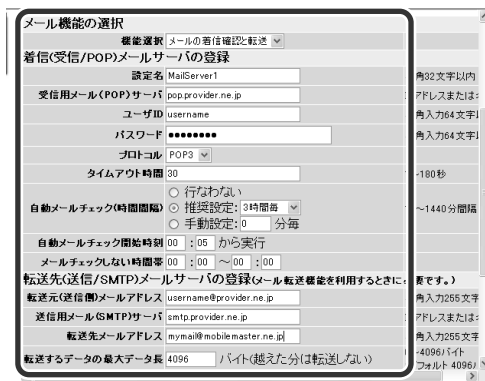 メール機能の選択
機能選択 メールの着信確認と転送
着信(受信/POP)メールサーバの登録
設定名 MailServer1 角32文字以内
受信用メール(POP)サーバ pop.provider.ne.jp アドレスまたは
ユーザID username 角入力64文字
パスワード ●●●●●●●● 角入力64文字
プロトコル POP3
タイムアウト時間 30 -180秒
行なわない
自動メールチェック(時間間隔) 推奨設定: 3時間毎 ~1440分間隔
手動設定: 0 分毎
自動メールチェック開始時刻 00 : 05 から実行
メールチェックしない時間帯 00 : 00 ~ 00 : 00
転送先(送信/SMTP)メールサーバの登録(メール転送機能を利用するときに 要です。)
転送元(送信側)メールアドレス username@provider.ne.jp 角入力255文字
送信用メール(SMTP)サーバ smtp.provider.ne.jp アドレスまたは
転送先メールアドレス mymail@mobilemaster.ne.jp 角入力255文字
転送するデータの最大データ長 4096 バイト(越えた分は転送しない) -4096バイト
フォルト 4096